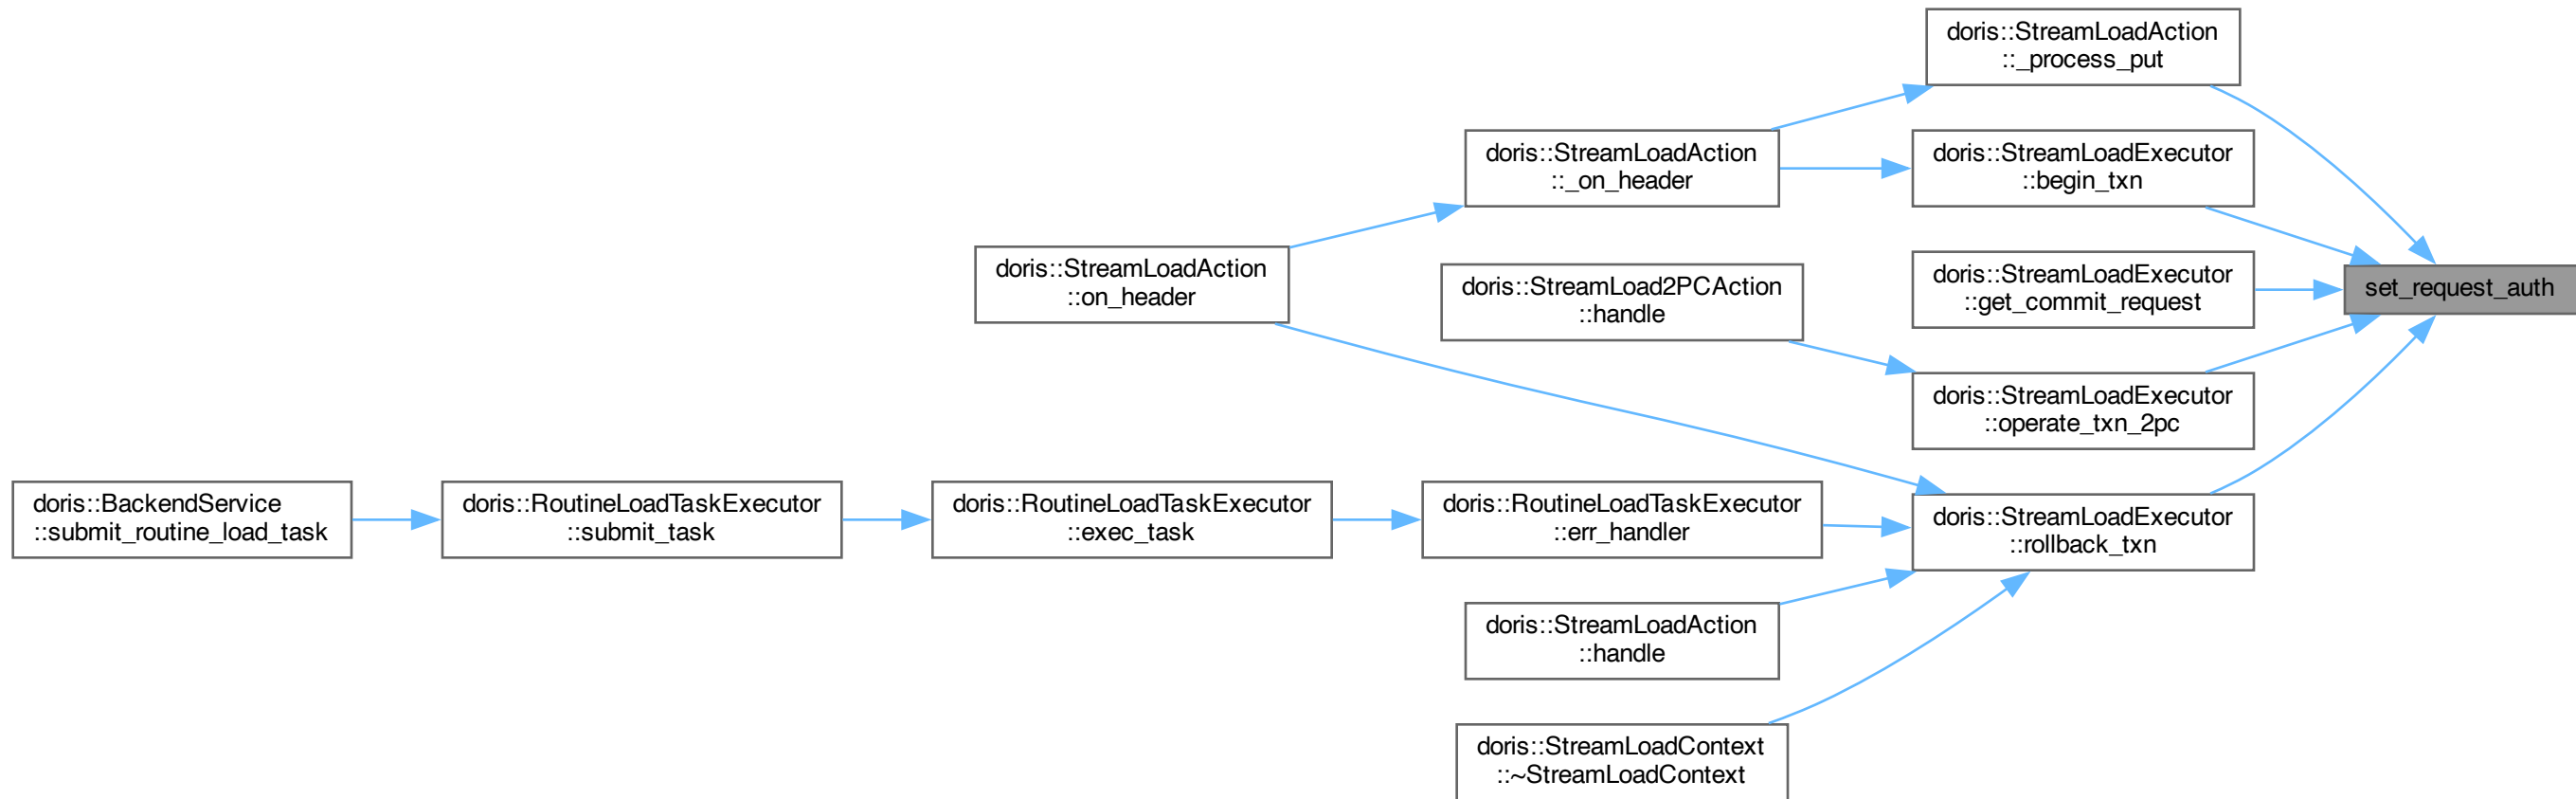 doris::StreamLoadAction
::_process_put
doris::StreamLoadAction
::_on_header
doris::StreamLoadExecutor
::begin_txn
doris::StreamLoadAction
::on_header
doris::StreamLoad2PCAction
::handle
doris::StreamLoadExecutor
::get_commit_request
set_request_auth
doris::StreamLoadExecutor
::operate_txn_2pc
doris::BackendService
::submit_routine_load_task
doris::RoutineLoadTaskExecutor
::submit_task
doris::RoutineLoadTaskExecutor
::exec_task
doris::RoutineLoadTaskExecutor
::err_handler
doris::StreamLoadExecutor
::rollback_txn
doris::StreamLoadAction
::handle
doris::StreamLoadContext
::~StreamLoadContext